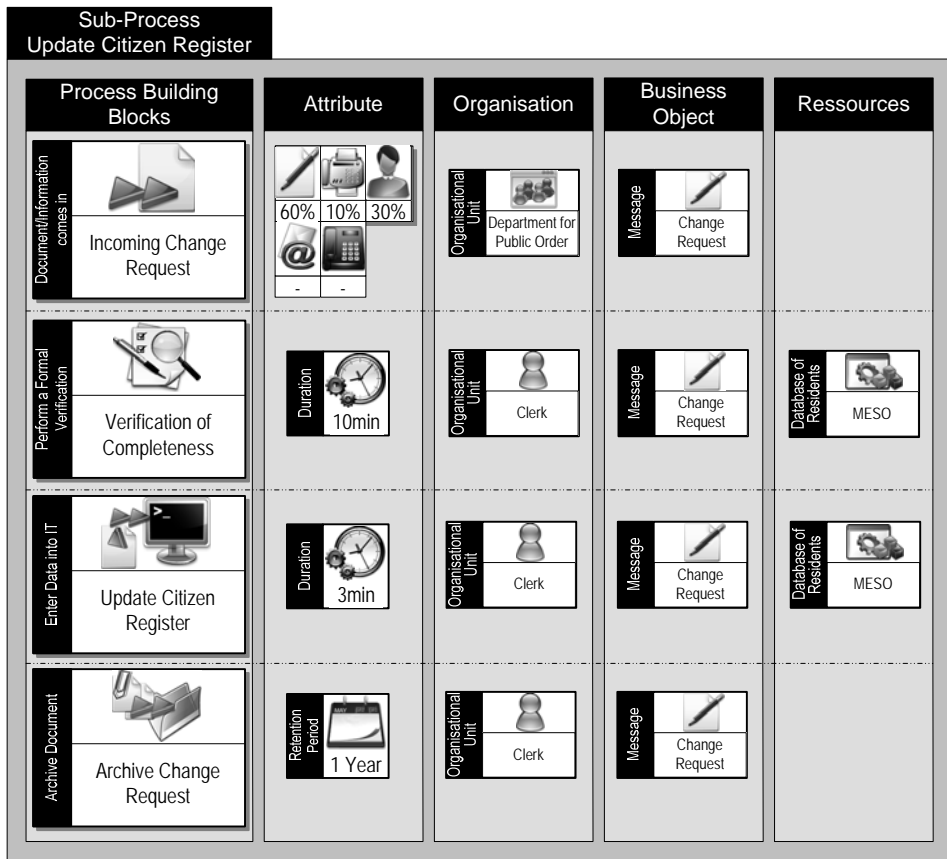 Sub-Process
Update Citizen Register
Process Building
Blocks
Attribute
Organisation
Business
Object
Ressources
Document/Information
comes in
Incoming Change
Request
60% 10% 30%
@
- -
Organisational
Unit
Department for
Public Order
Message
Change
Request
Perform a Formal
Verification
Verification of
Completeness
Duration
10min
Organisational
Unit
Clerk
Message
Change
Request
Database of
Residents
MESO
Enter Data into IT
>_
Update Citizen
Register
Duration
3min
Organisational
Unit
Clerk
Message
Change
Request
Database of
Residents
MESO
Archive Document
Archive Change
Request
Retention
Period
MAY
1 Year
Organisational
Unit
Clerk
Message
Change
Request